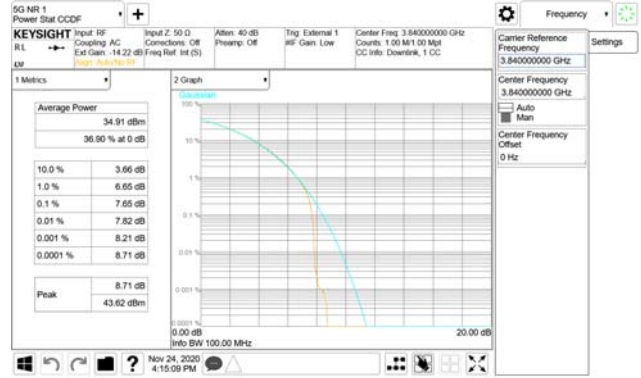 5G NR 1
Power Stat CCDF
Frequency
KEYSIGHT
RL
Input: RF
Coupling: AC
Ext Gain: -14.22 dB
Align: Auto/No RF
Input Z: 50 Ω
Corrections: Off
Freq Ref: Int (S)
Atten: 40 dB
Preamp: Off
Trig: External 1
#IF Gain: Low
Center Freq: 3.840000000 GHz
Counts: 1.00 M/1.00 Mpt
CC Info: Downlink, 1 CC
Carrier Reference
Frequency
3.840000000 GHz
Settings
Center Frequency
3.840000000 GHz
Auto
Man
Center Frequency
Offset
0 Hz
1 Metrics
Average Power
34.91 dBm
36.90 % at 0 dB
10.0 % 3.66 dB
1.0 % 6.65 dB
0.1 % 7.65 dB
0.01 % 7.82 dB
0.001 % 8.21 dB
0.0001 % 8.71 dB
Peak
8.71 dB
43.62 dBm
2 Graph
Gaussian
100 %
10 %
1 %
0.1 %
0.01 %
0.001 %
0.0001 %
0.00 dB
20.00 dB
Info BW 100.00 MHz
?
Nov 24, 2020
4:15:09 PM